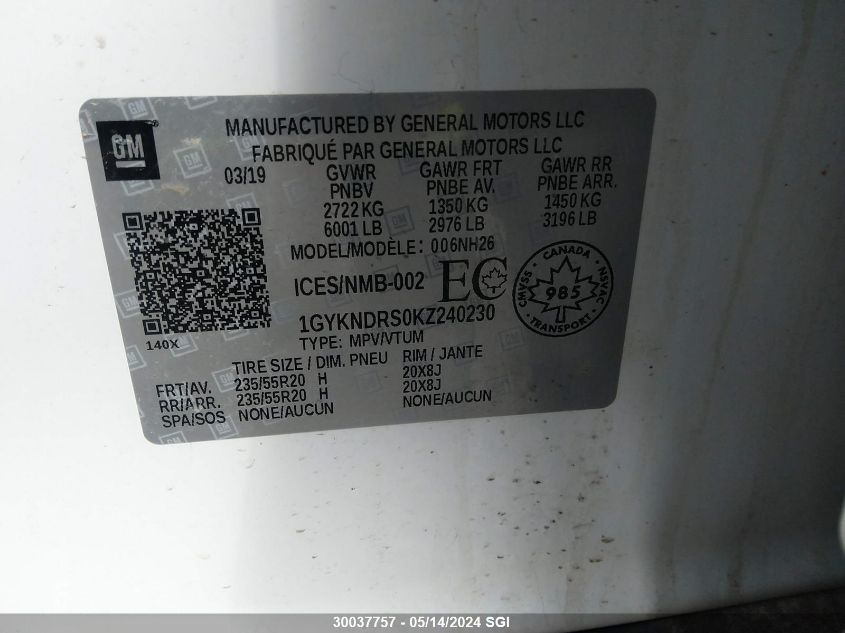 GM
MANUFACTURED BY GENERAL MOTORS LLC
FABRIQUÉ PAR GENERAL MOTORS LLC
03/19 GVWR GAWR FRT GAWR RR
PNBV PNBE AV. PNBE ARR.
2722 KG 1350 KG 1450 KG
6001 LB 2976 LB 3196 LB
MODEL/MODÈLE: 006NH26
ICES/NMB-002 EC
CANADA
CMVSS NSVAC
985
TRANSPORT
1GYKNDRS0KZ240230
140X TYPE: MPV/VTUM
TIRE SIZE / DIM. PNEU RIM / JANTE
FRT/AV. 235/55R20 H 20X8J
RR/ARR. 235/55R20 H 20X8J
SPA/SOS NONE/AUCUN NONE/AUCUN
30037757 - 05/14/2024 SGI